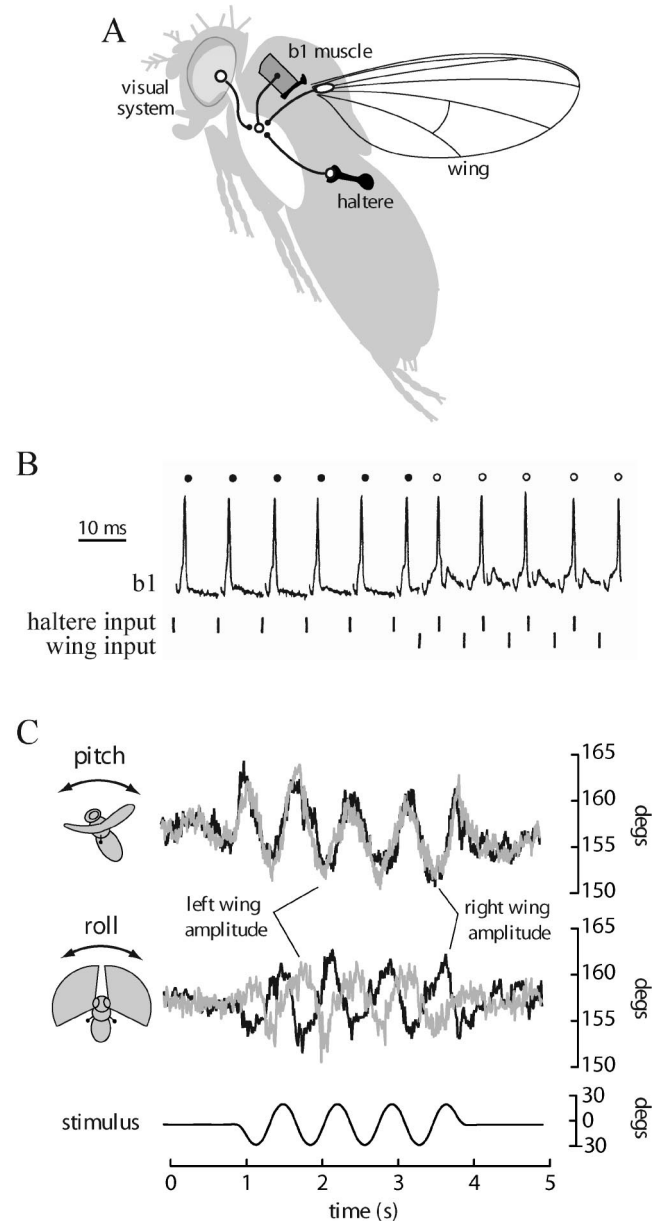 A
b1 muscle
visual
system
wing
haltere
B
10 ms
b1
haltere input
wing input
C
pitch
165
160
155
150
degs
left wing
amplitude
right wing
amplitude
roll
165
160
155
150
degs
stimulus
30
0
30
degs
0 1 2 3 4 5
time (s)